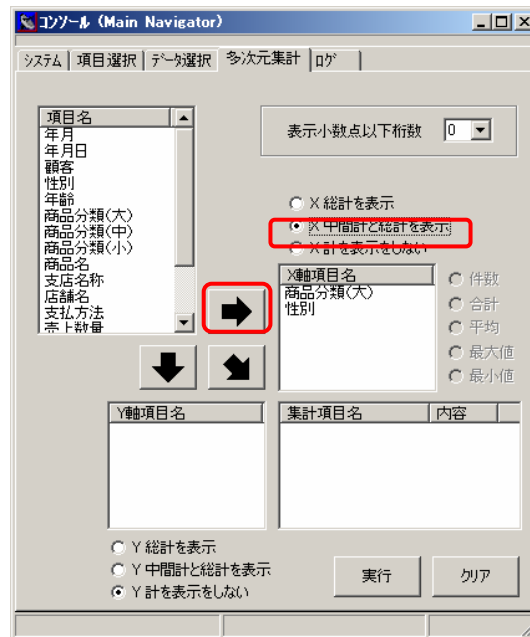 コンソール (Main Navigator)
システム 項目選択 データ選択 多次元集計 ログ
項目名
年月
年月日
顧客
性別
年齢
商品分類(大)
商品分類(中)
商品分類(小)
商品名
支店名称
店舗名
支払方法
売上数量
表示小数点以下桁数 0
X 総計を表示
X 中間計と総計を表示
X 計を表示をしない
X軸項目名
商品分類(大)
性別
件数
合計
平均
最大値
最小値
Y軸項目名
集計項目名 内容
Y 総計を表示
Y 中間計と総計を表示
Y 計を表示をしない
実行 クリア